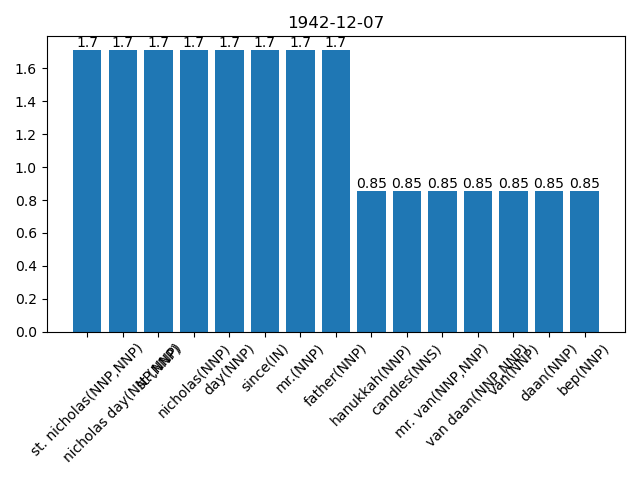 1942-12-07
1.7 1.7 1.7 1.7 1.7 1.7 1.7 1.7
0.85 0.85 0.85 0.85 0.85 0.85 0.85
1.6
1.4
1.2
1.0
0.8
0.6
0.4
0.2
0.0
st. nicholas(NNP,NNP)
nicholas day(NNP,NNP)
st.(NNP)
nicholas(NNP)
day(NNP)
since(IN)
mr.(NNP)
father(NNP)
hanukkah(NNP)
candles(NNS)
mr. van(NNP,NNP)
van daan(NNP,NNP)
van(NNP)
daan(NNP)
bep(NNP)